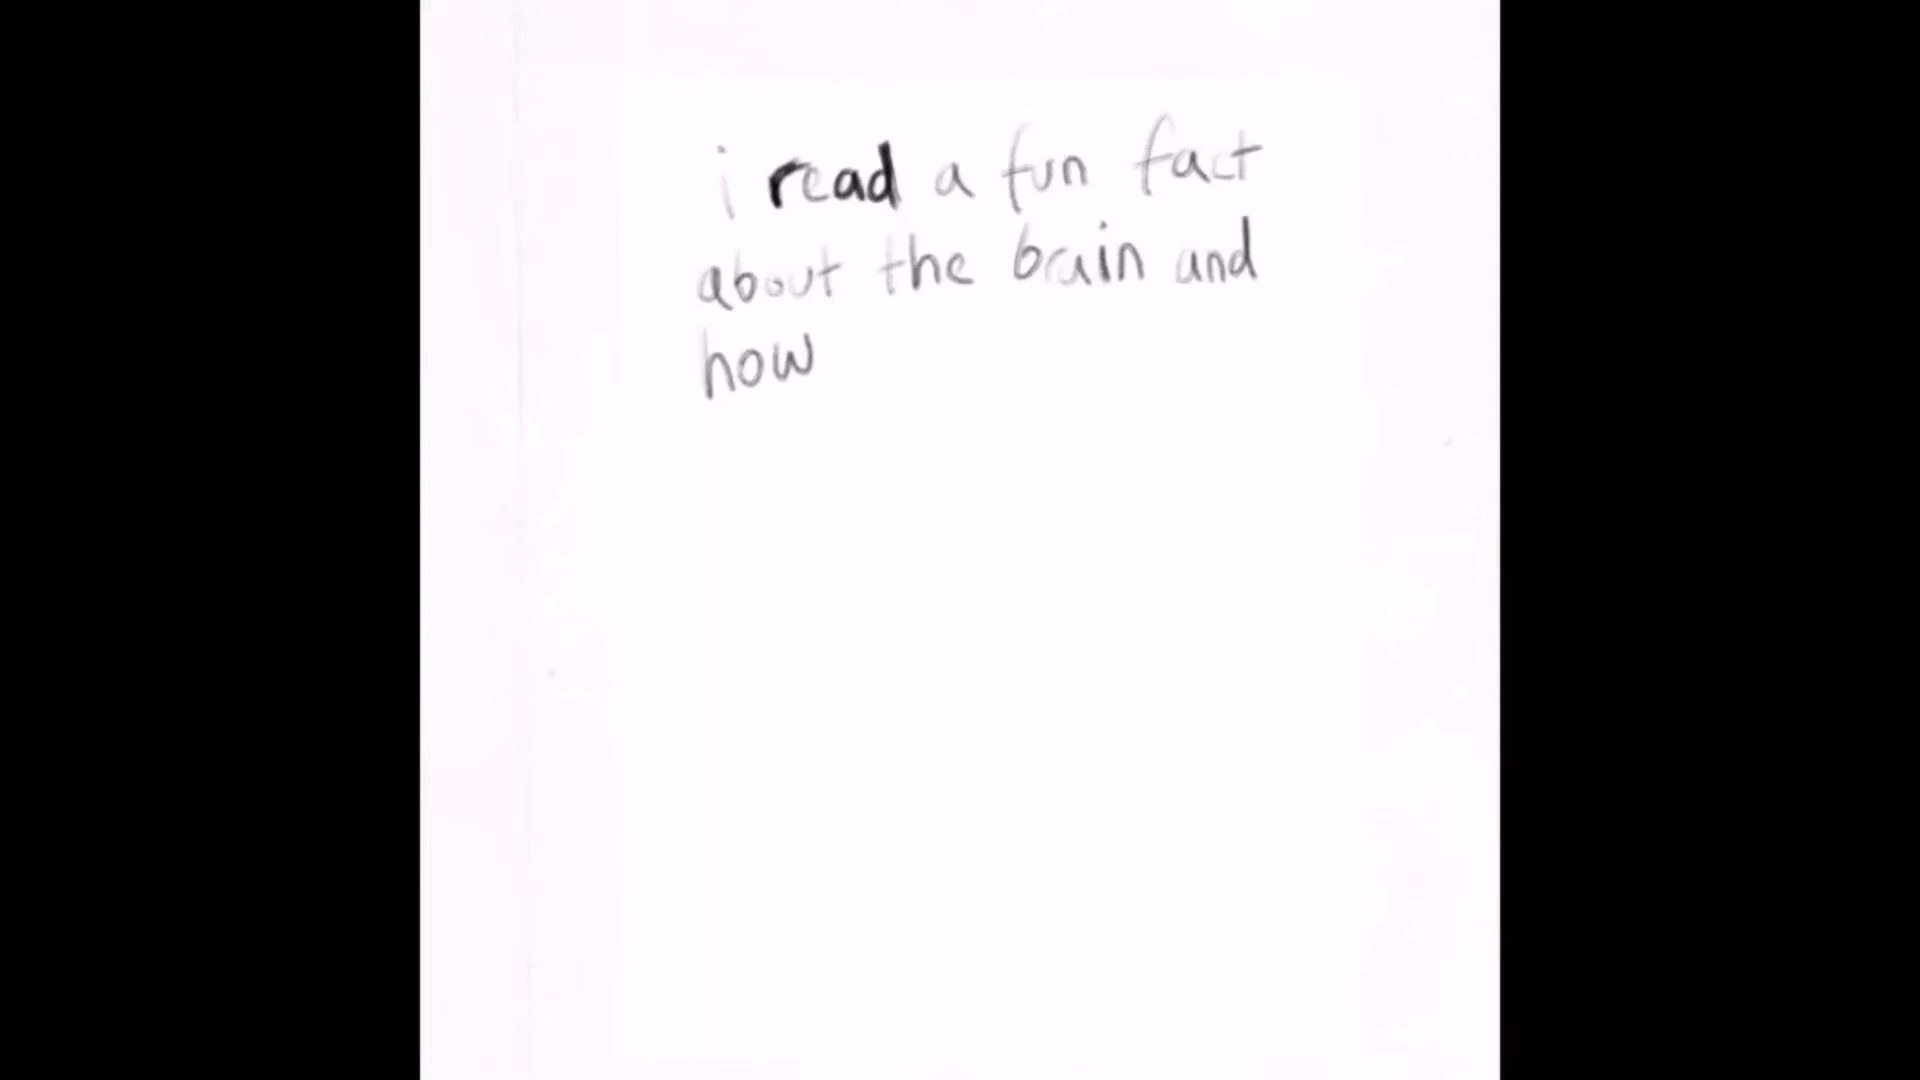 i read a fun fact
about the brain and
how